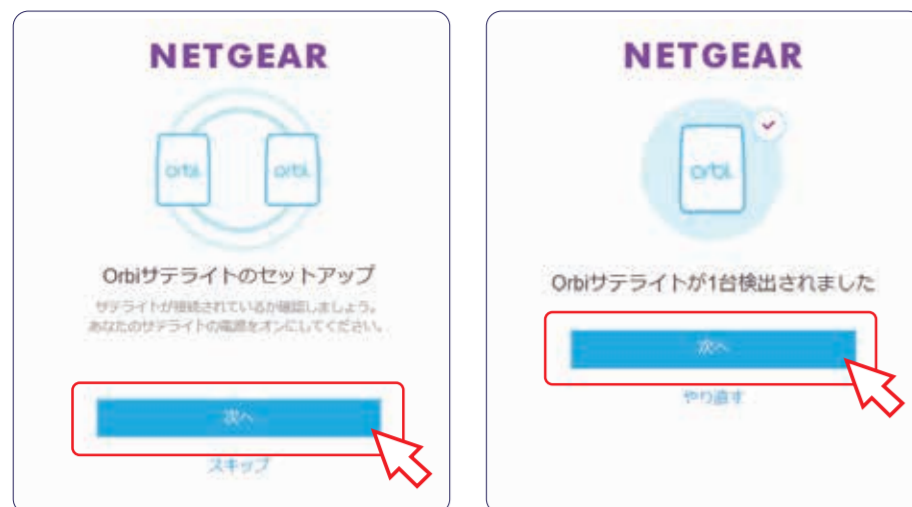 NETGEAR
orbi
orbi
Orbiサテライトのセットアップ
サテライトが接続されているか確認しましょう。
あなたのサテライトの電源をオンにしてください。
次へ
スキップ
NETGEAR
orbi
Orbiサテライトが1台検出されました
次へ
やり直す